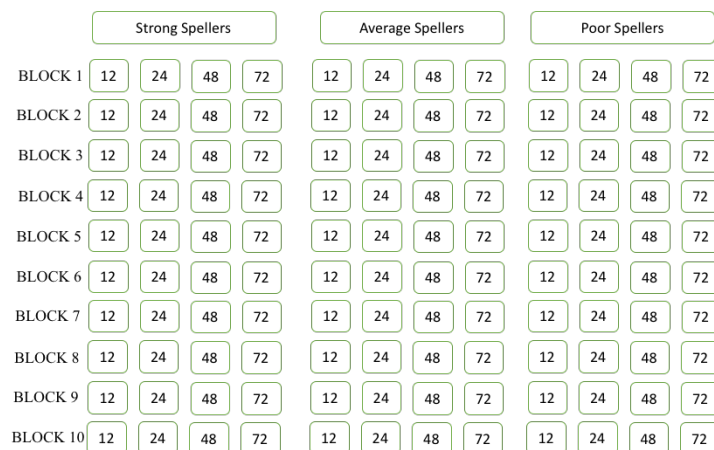 Strong Spellers Average Spellers Poor Spellers
BLOCK 1 12 24 48 72 12 24 48 72 12 24 48 72
BLOCK 2 12 24 48 72 12 24 48 72 12 24 48 72
BLOCK 3 12 24 48 72 12 24 48 72 12 24 48 72
BLOCK 4 12 24 48 72 12 24 48 72 12 24 48 72
BLOCK 5 12 24 48 72 12 24 48 72 12 24 48 72
BLOCK 6 12 24 48 72 12 24 48 72 12 24 48 72
BLOCK 7 12 24 48 72 12 24 48 72 12 24 48 72
BLOCK 8 12 24 48 72 12 24 48 72 12 24 48 72
BLOCK 9 12 24 48 72 12 24 48 72 12 24 48 72
BLOCK 10 12 24 48 72 12 24 48 72 12 24 48 72